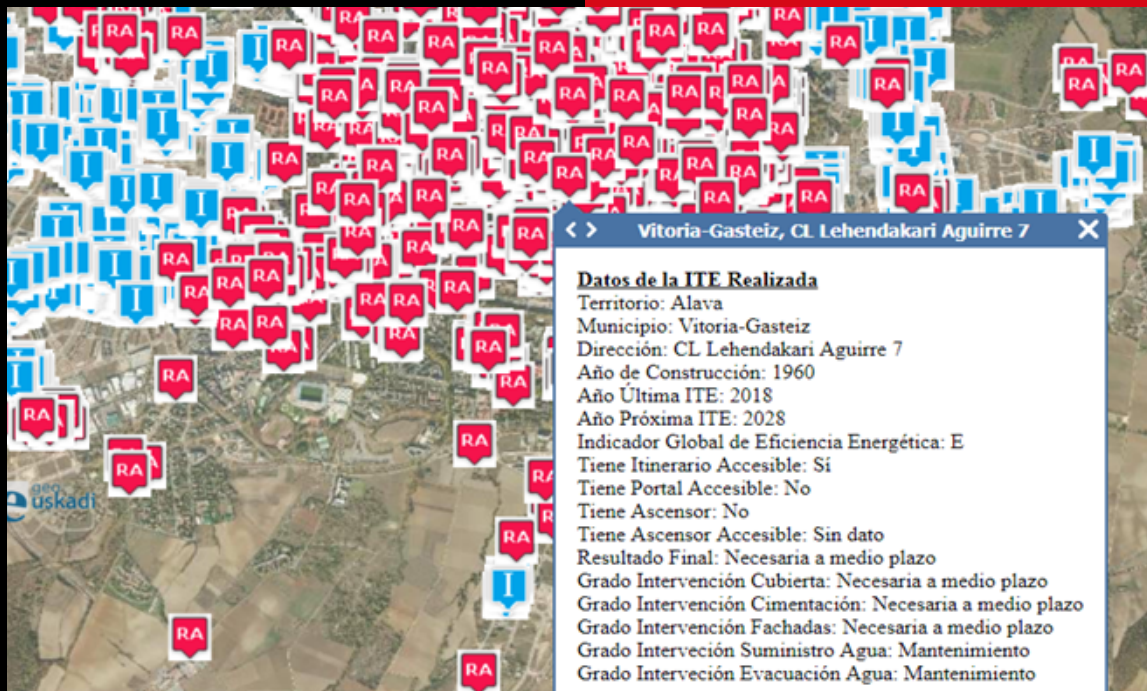 Vitoria-Gasteiz, CL Lehendakari Aguirre 7
Datos de la ITE Realizada
Territorio: Alava
Municipio: Vitoria-Gasteiz
Dirección: CL Lehendakari Aguirre 7
Año de Construcción: 1960
Año Última ITE: 2018
Año Próxima ITE: 2028
Indicador Global de Eficiencia Energética: E
Tiene Itinerario Accesible: Sí
Tiene Portal Accesible: No
Tiene Ascensor: No
Tiene Ascensor Accesible: Sin dato
Resultado Final: Necesaria a medio plazo
Grado Intervención Cubierta: Necesaria a medio plazo
Grado Intervención Cimentación: Necesaria a medio plazo
Grado Intervención Fachadas: Necesaria a medio plazo
Grado Interveción Suministro Agua: Mantenimiento
Grado Interveción Evacuación Agua: Mantenimiento
geo
euskadi
RA
I